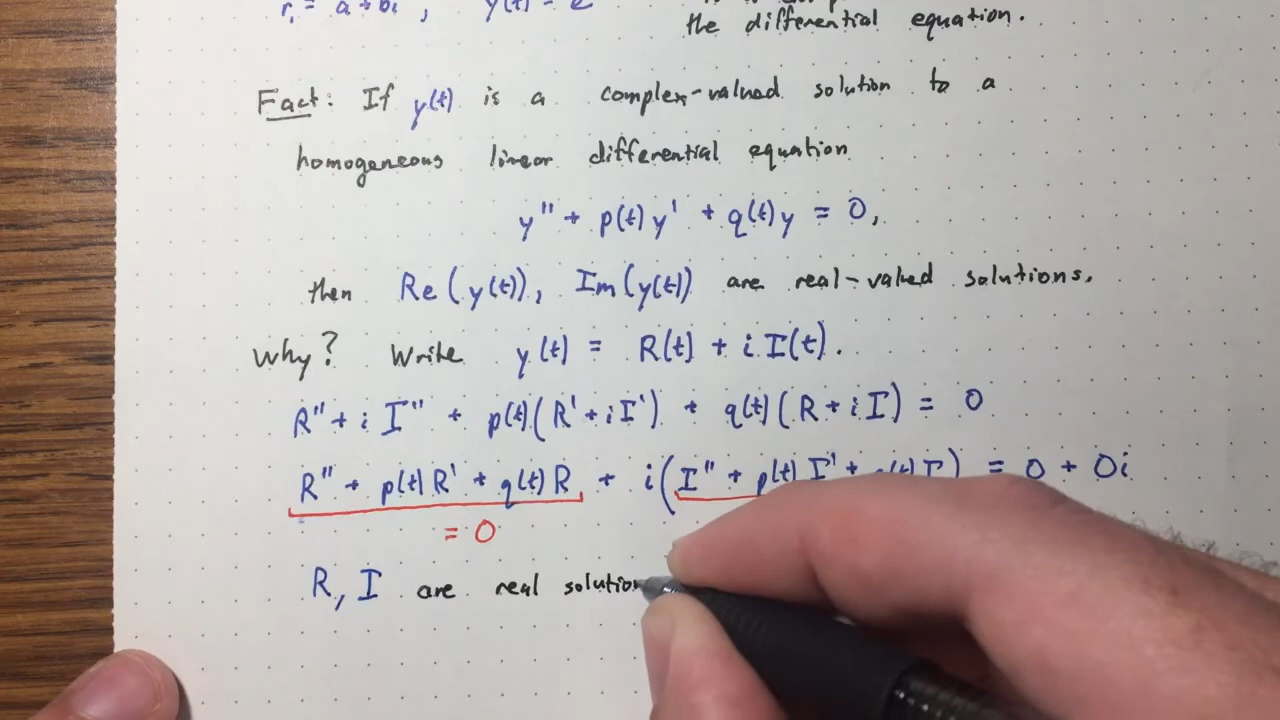 the differential equation.
Fact: If y(t) is a complex-valued solution to a
homogeneous linear differential equation
y" + p(t) y' + q(t) y = 0,
then Re(y(t)), Im(y(t)) are real-valued solutions.
Why? Write y(t) = R(t) + i I(t).
R" + i I" + p(t)(R' + i I') + q(t)(R + i I) = 0
R" + p(t) R' + q(t) R + i(I" + p(t) I' + q(t) I) = 0 + 0i
= 0
R, I are real solution